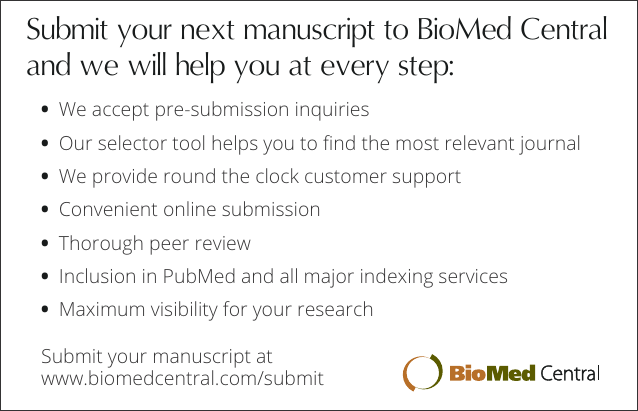 Submit your next manuscript to BioMed Central
and we will help you at every step:
• We accept pre-submission inquiries
• Our selector tool helps you to find the most relevant journal
• We provide round the clock customer support
• Convenient online submission
• Thorough peer review
• Inclusion in PubMed and all major indexing services
• Maximum visibility for your research
Submit your manuscript at
www.biomedcentral.com/submit
BioMed Central